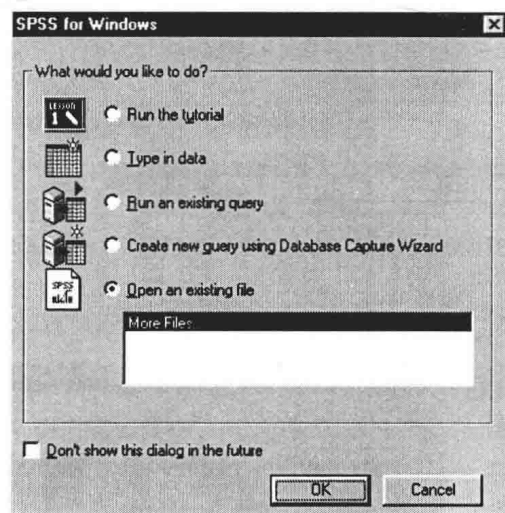 SPSS for Windows
What would you like to do?
LESSON
1
Run the tutorial
Type in data
Run an existing query
Create new query using Database Capture Wizard
SPSS
Open an existing file
More Files
Don't show this dialog in the future
OK
Cancel